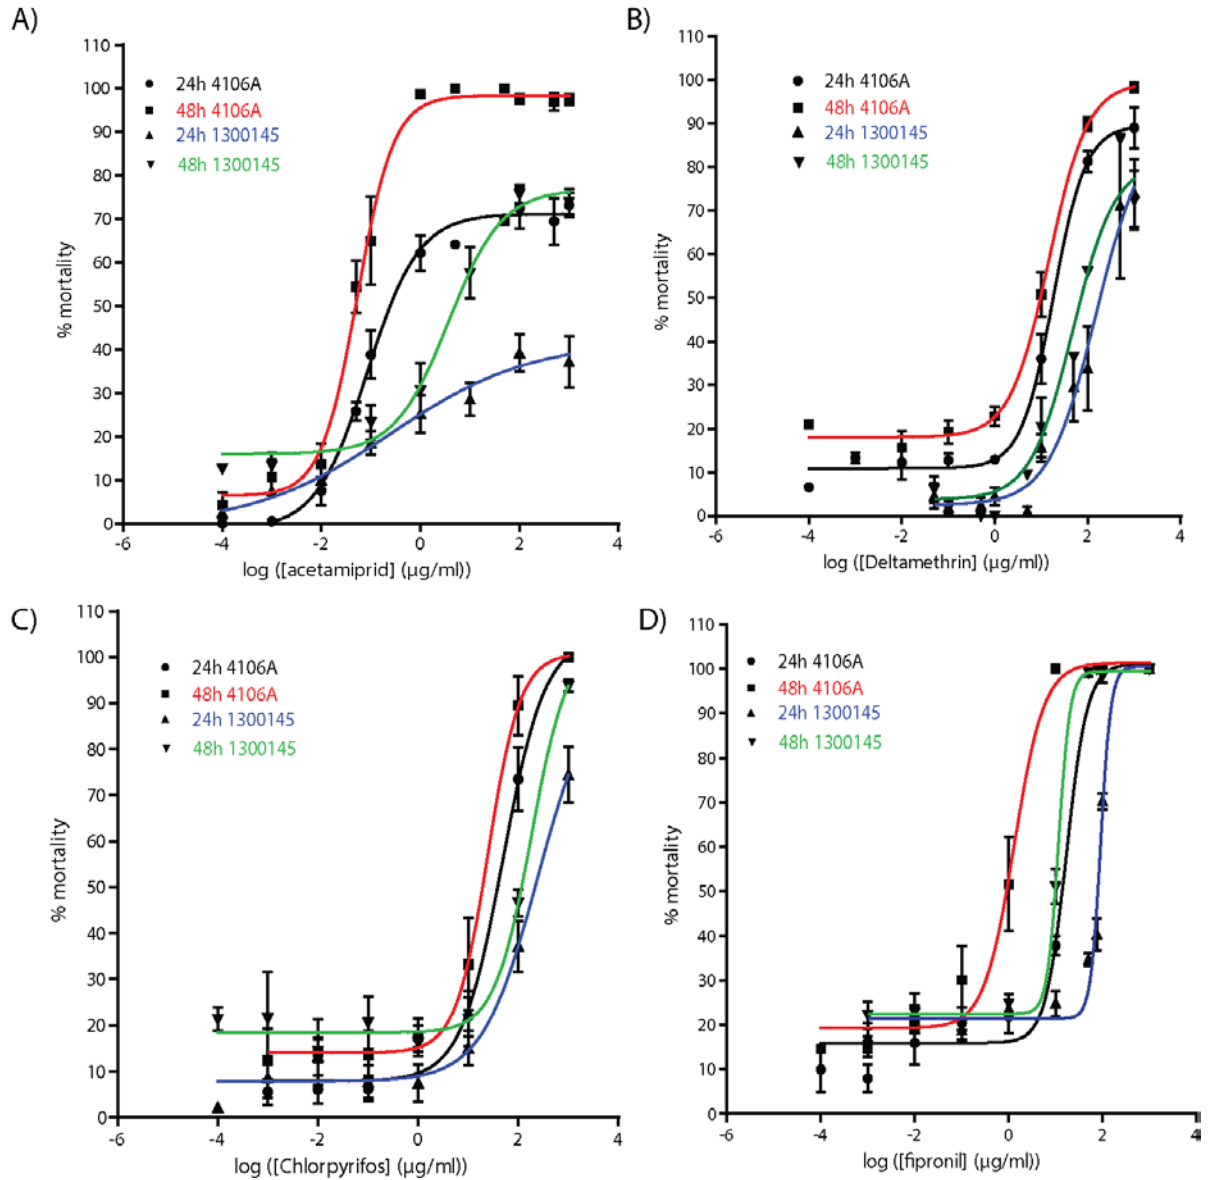 A)
110
100
90
80
70
60
50
40
30
20
10
0
% mortality
24h 4106A
48h 4106A
24h 1300145
48h 1300145
-6
-4
-2
0
2
4
log ([acetamiprid] (µg/ml))
B)
110
100
90
80
70
60
50
40
30
20
10
0
% mortality
24h 4106A
48h 4106A
24h 1300145
48h 1300145
-6
-4
-2
0
2
4
log ([Deltamethrin] (µg/ml))
C)
110
100
90
80
70
60
50
40
30
20
10
0
% mortality
24h 4106A
48h 4106A
24h 1300145
48h 1300145
-6
-4
-2
0
2
4
log ([Chlorpyrifos] (µg/ml))
D)
110
100
90
80
70
60
50
40
30
20
10
0
% mortality
24h 4106A
48h 4106A
24h 1300145
48h 1300145
-6
-4
-2
0
2
4
log ([fipronil] (µg/ml))